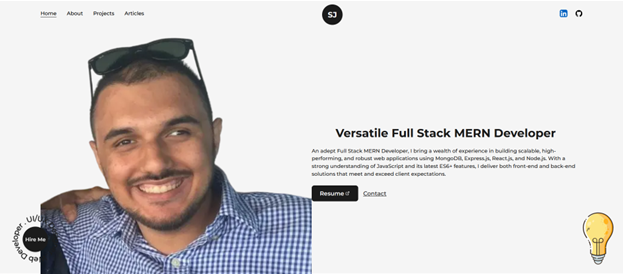 Home About Projects Articles
SJ
in
Versatile Full Stack MERN Developer
An adept Full Stack MERN Developer, I bring a wealth of experience in building scalable, high-
performing, and robust web applications using MongoDB, Express.js, React.js, and Node.js. With a
strong understanding of JavaScript and its latest ES6+ features, I deliver both front-end and back-end
solutions that meet and exceed client expectations.
Resume Contact
Developer . UI/U
Hire Me